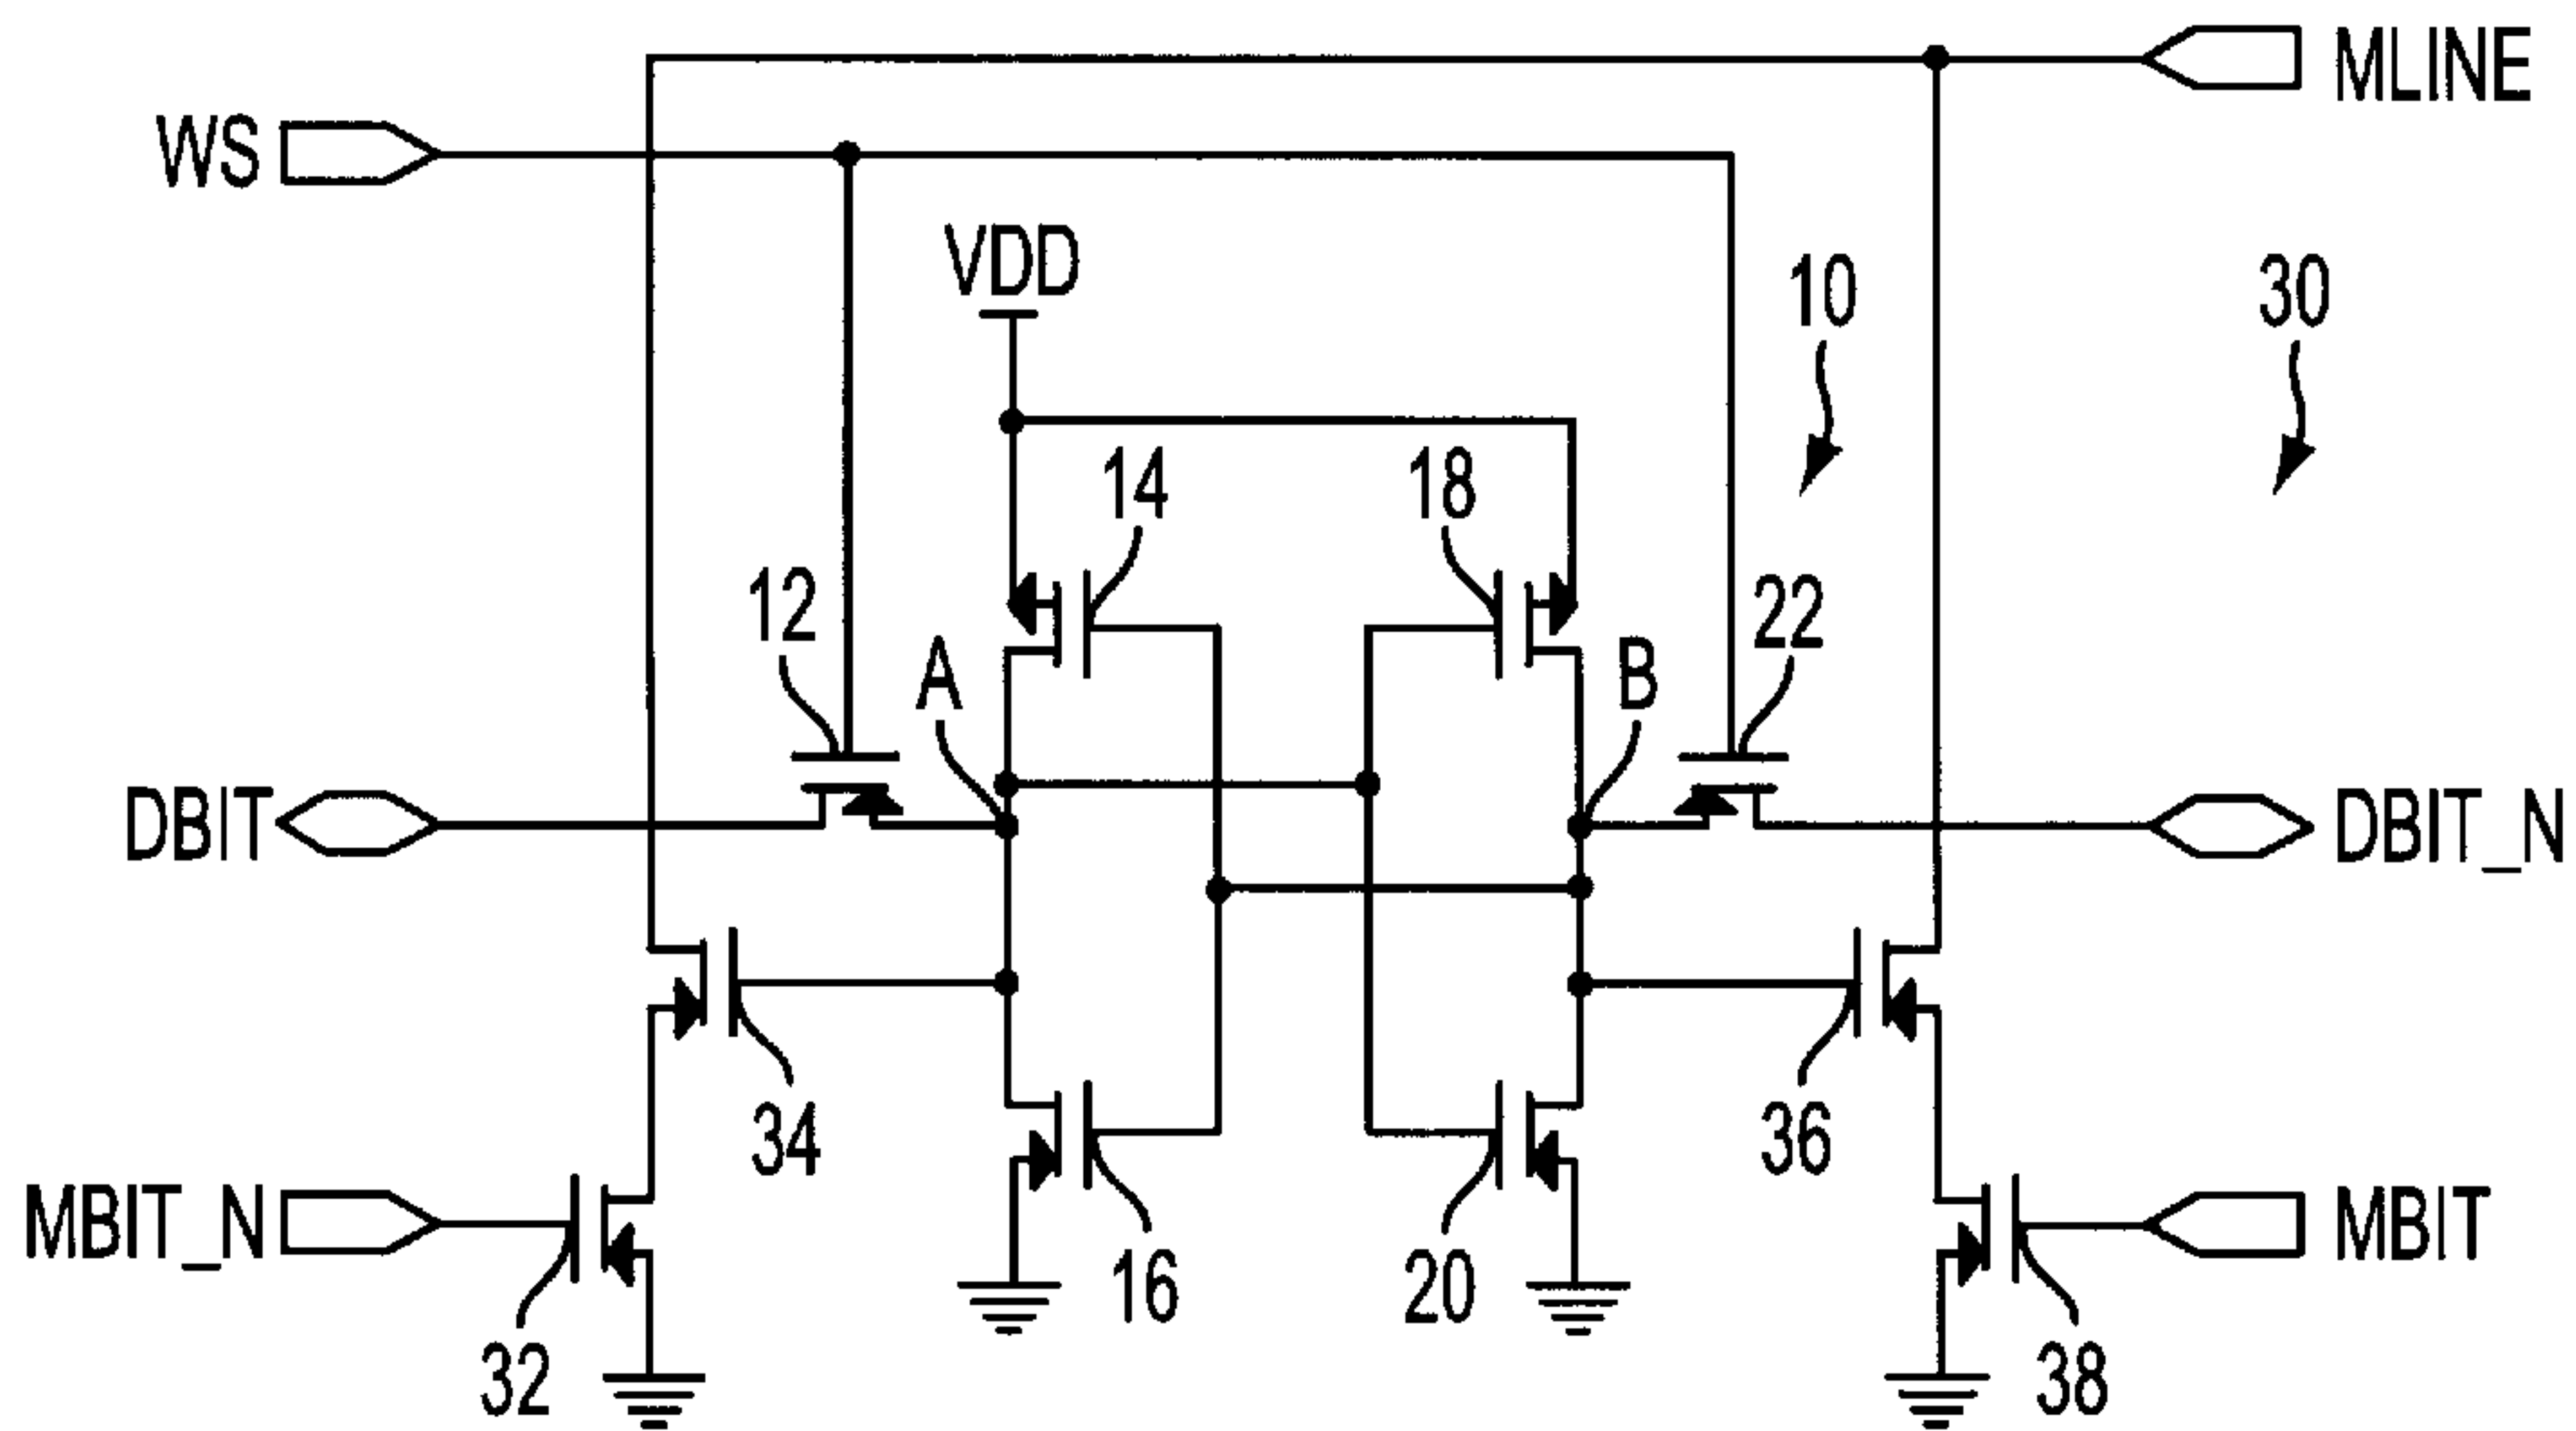 MLINE
WS
VDD
10
30
14
18
12
22
A
B
DBIT
DBIT_N
34
36
MBIT_N
MBIT
16
20
32
38